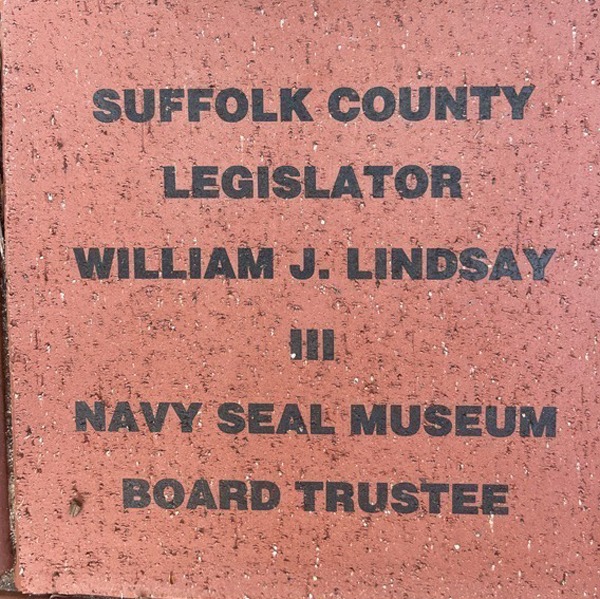 SUFFOLK COUNTY
LEGISLATOR
WILLIAM J. LINDSAY
III
NAVY SEAL MUSEUM
BOARD TRUSTEE